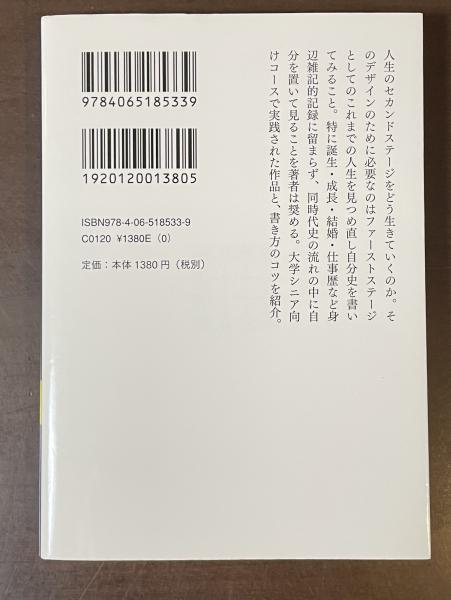 9784065185339
1920120013805
ISBN978-4-06-518533-9
C0120 ¥1380E (0)
定価：本体1380円（税別）
人生のセカンドステージをどう生きていくのか。そ
のデザインのために必要なのはファーストステージ
としてのこれまでの人生を見つめ直し自分史を書い
てみること。特に誕生・成長・結婚・仕事歴など身
辺雑記的記録に留まらず、同時代史の流れの中に自
分を置いて見ることを著者は奨める。大学シニア向
けコースで実践された作品と、書き方のコツを紹介。